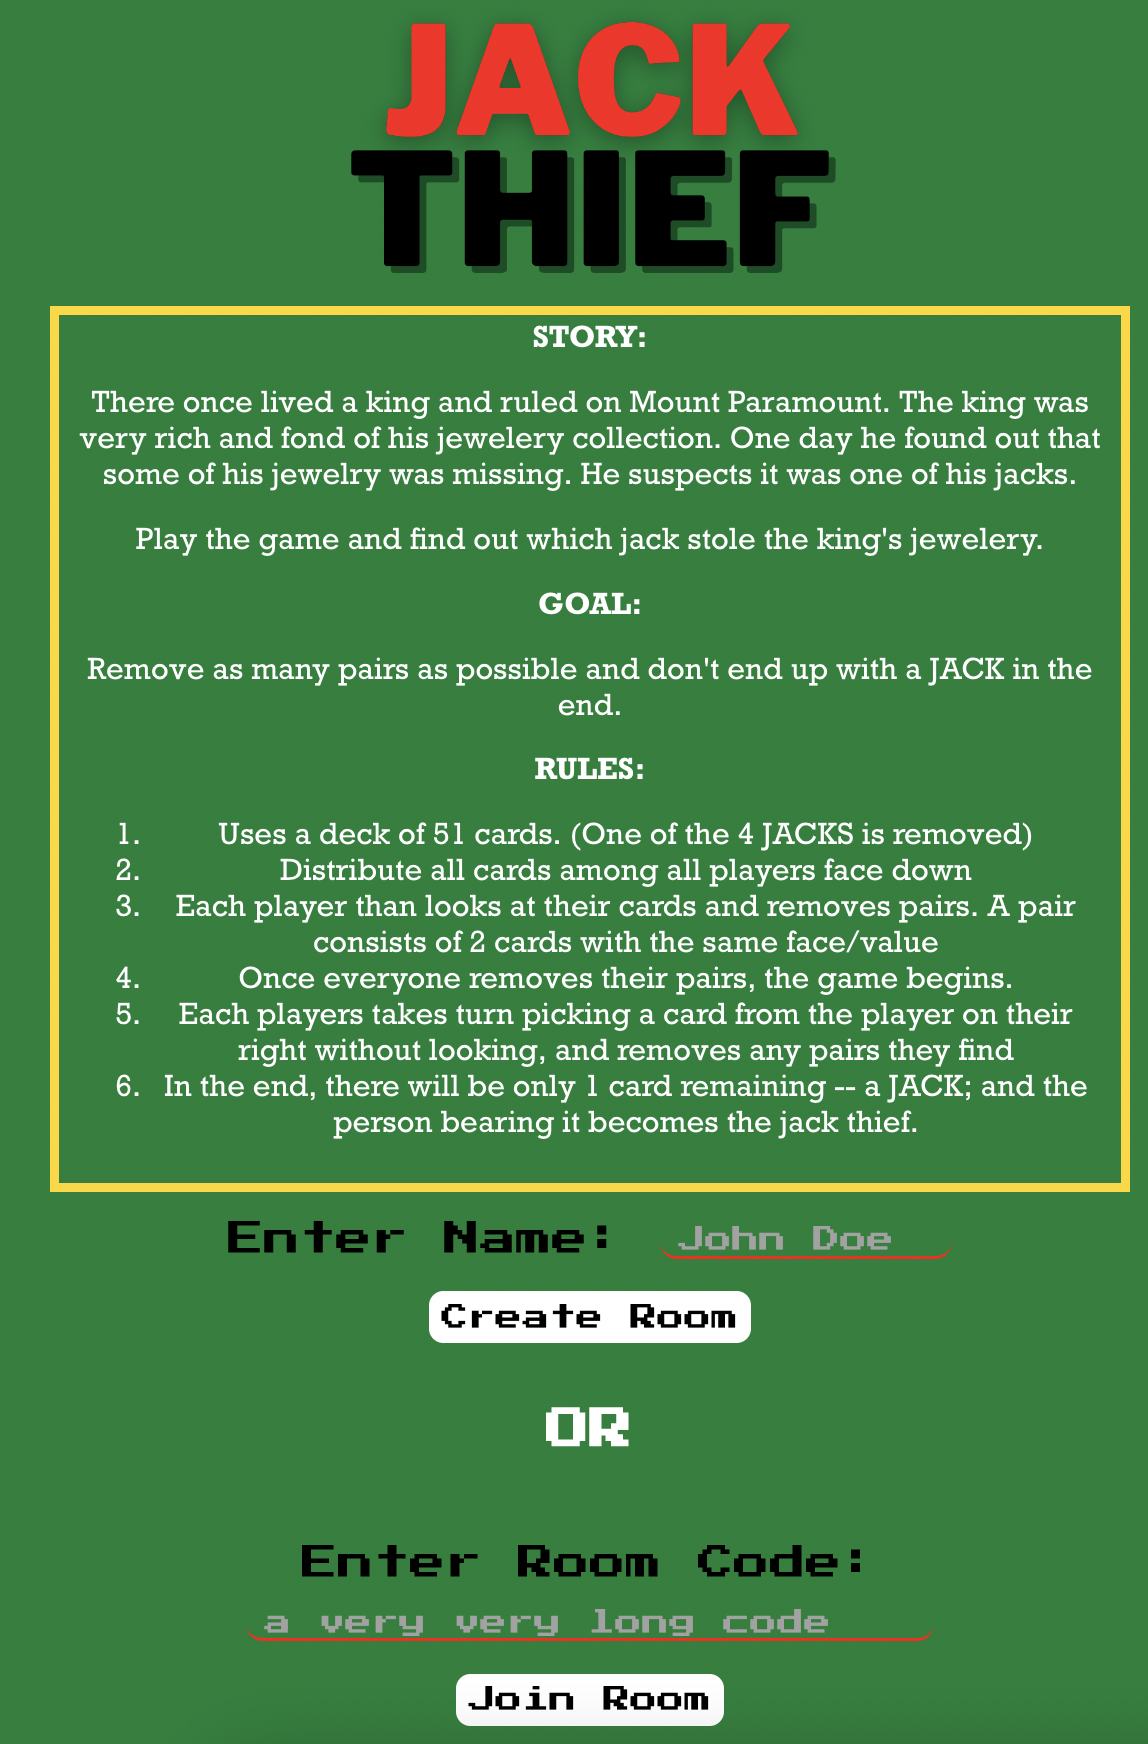 JACK
THIEF
STORY:
There once lived a king and ruled on Mount Paramount. The king was
very rich and fond of his jewelery collection. One day he found out that
some of his jewelry was missing. He suspects it was one of his jacks.
Play the game and find out which jack stole the king's jewelery.
GOAL:
Remove as many pairs as possible and don't end up with a JACK in the
end.
RULES:
1. Uses a deck of 51 cards. (One of the 4 JACKS is removed)
2. Distribute all cards among all players face down
3. Each player than looks at their cards and removes pairs. A pair
consists of 2 cards with the same face/value
4. Once everyone removes their pairs, the game begins.
5. Each players takes turn picking a card from the player on their
right without looking, and removes any pairs they find
6. In the end, there will be only 1 card remaining -- a JACK; and the
person bearing it becomes the jack thief.
Enter Name: John Doe
Create Room
OR
Enter Room Code:
a very very long code
Join Room